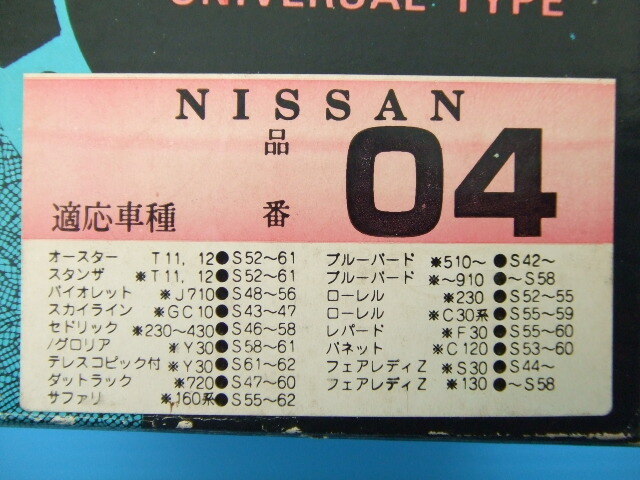 UNIVERSAL TYPE
NISSAN
品番 04
適応車種
オースター T11, 12●S52〜61
スタンザ ※T11, 12●S52〜61
バイオレット ※J710●S48〜56
スカイライン ※GC10●S43〜47
セドリック ※230〜430●S46〜58
/グロリア ※Y30●S58〜61
テレスコピック付 ※Y30●S61〜62
ダットラック ※720●S47〜60
サファリ ※160系●S55〜62
ブルーバード ※510〜 ●S42〜
ブルーバード ※〜910 ●〜S58
ローレル ※230 ●S52〜55
ローレル ※C30系●S55〜59
レパード ※F30●S55〜60
バネット ※C120●S53〜60
フェアレディZ ※S30●S44〜
フェアレディZ ※130 ●〜S58